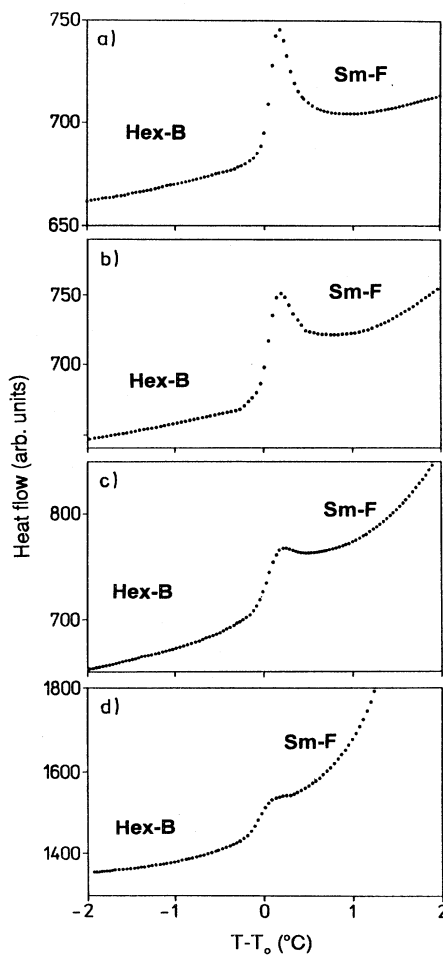 750
a)
Sm-F
700
Hex-B
650
b)
Sm-F
750
Hex-B
700
Heat flow (arb. units)
c)
800
Sm-F
Hex-B
700
1800
d)
Sm-F
1600
Hex-B
1400
-2 -1 0 1 2
T-T₀ (°C)